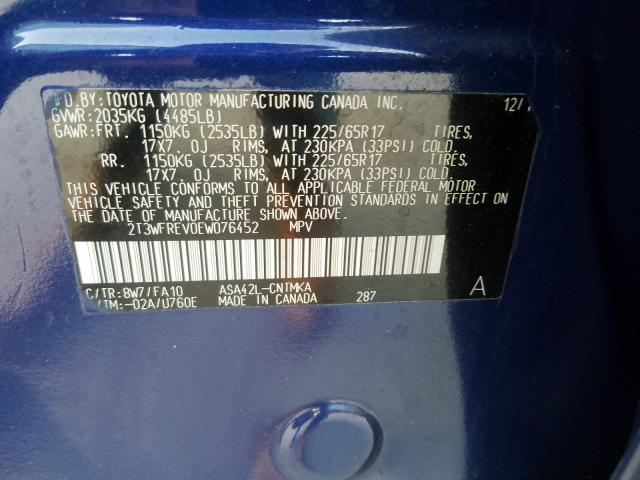 D. BY: TOYOTA MOTOR MANUFACTURING CANADA INC. 12/
GVWR: 2035KG (4485LB)
GAWR: FRT. 1150KG (2535LB) WITH 225/65R17 TIRES,
17X7. 0J RIMS, AT 230KPA (33PSI) COLD.
RR. 1150KG (2535LB) WITH 225/65R17 TIRES,
17X7. 0J RIMS, AT 230KPA (33PSI) COLD.
THIS VEHICLE CONFORMS TO ALL APPLICABLE FEDERAL MOTOR
VEHICLE SAFETY AND THEFT PREVENTION STANDARDS IN EFFECT ON
THE DATE OF MANUFACTURE SHOWN ABOVE.
2T3WFREV0EW076452 MPV
C/TR: 8W7/FA10 ASA42L-CNTMKA A
/TM: -02A/U760E MADE IN CANADA 287